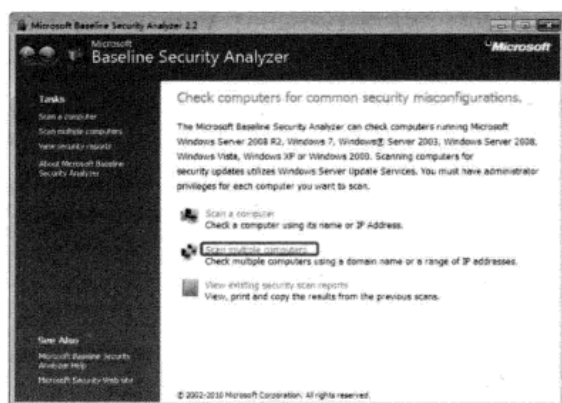 Microsoft Baseline Security Analyzer 2.2
Microsoft
Baseline Security Analyzer
Microsoft
Tasks
Scan a computer
Scan multiple computers
View security reports
About Microsoft Baseline
Security Analyzer
See Also
Microsoft Baseline Security
Analyzer Help
Microsoft Security Web site
Check computers for common security misconfigurations.
The Microsoft Baseline Security Analyzer can check computers running Microsoft
Windows Server 2008 R2, Windows 7, Windows® Server 2003, Windows Server 2008,
Windows Vista, Windows XP or Windows 2000. Scanning computers for
security updates utilizes Windows Server Update Services. You must have administrator
privileges for each computer you want to scan.
Scan a computer
Check a computer using its name or IP Address.
Scan multiple computers
Check multiple computers using a domain name or a range of IP addresses.
View existing security scan reports
View, print and copy the results from the previous scans.
© 2002-2010 Microsoft Corporation. All rights reserved.